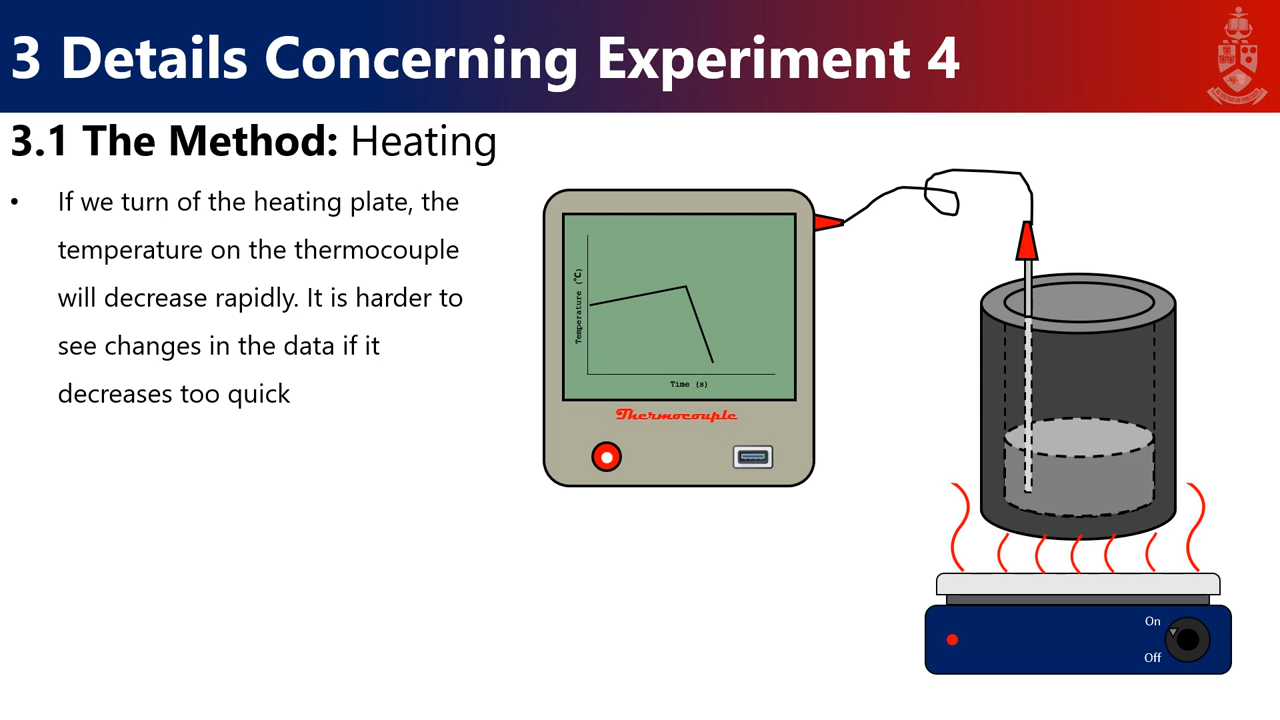 3 Details Concerning Experiment 4
3.1 The Method: Heating
• If we turn of the heating plate, the
temperature on the thermocouple
will decrease rapidly. It is harder to
see changes in the data if it
decreases too quick
Temperature (°C)
Time (s)
Thermocouple
On
Off